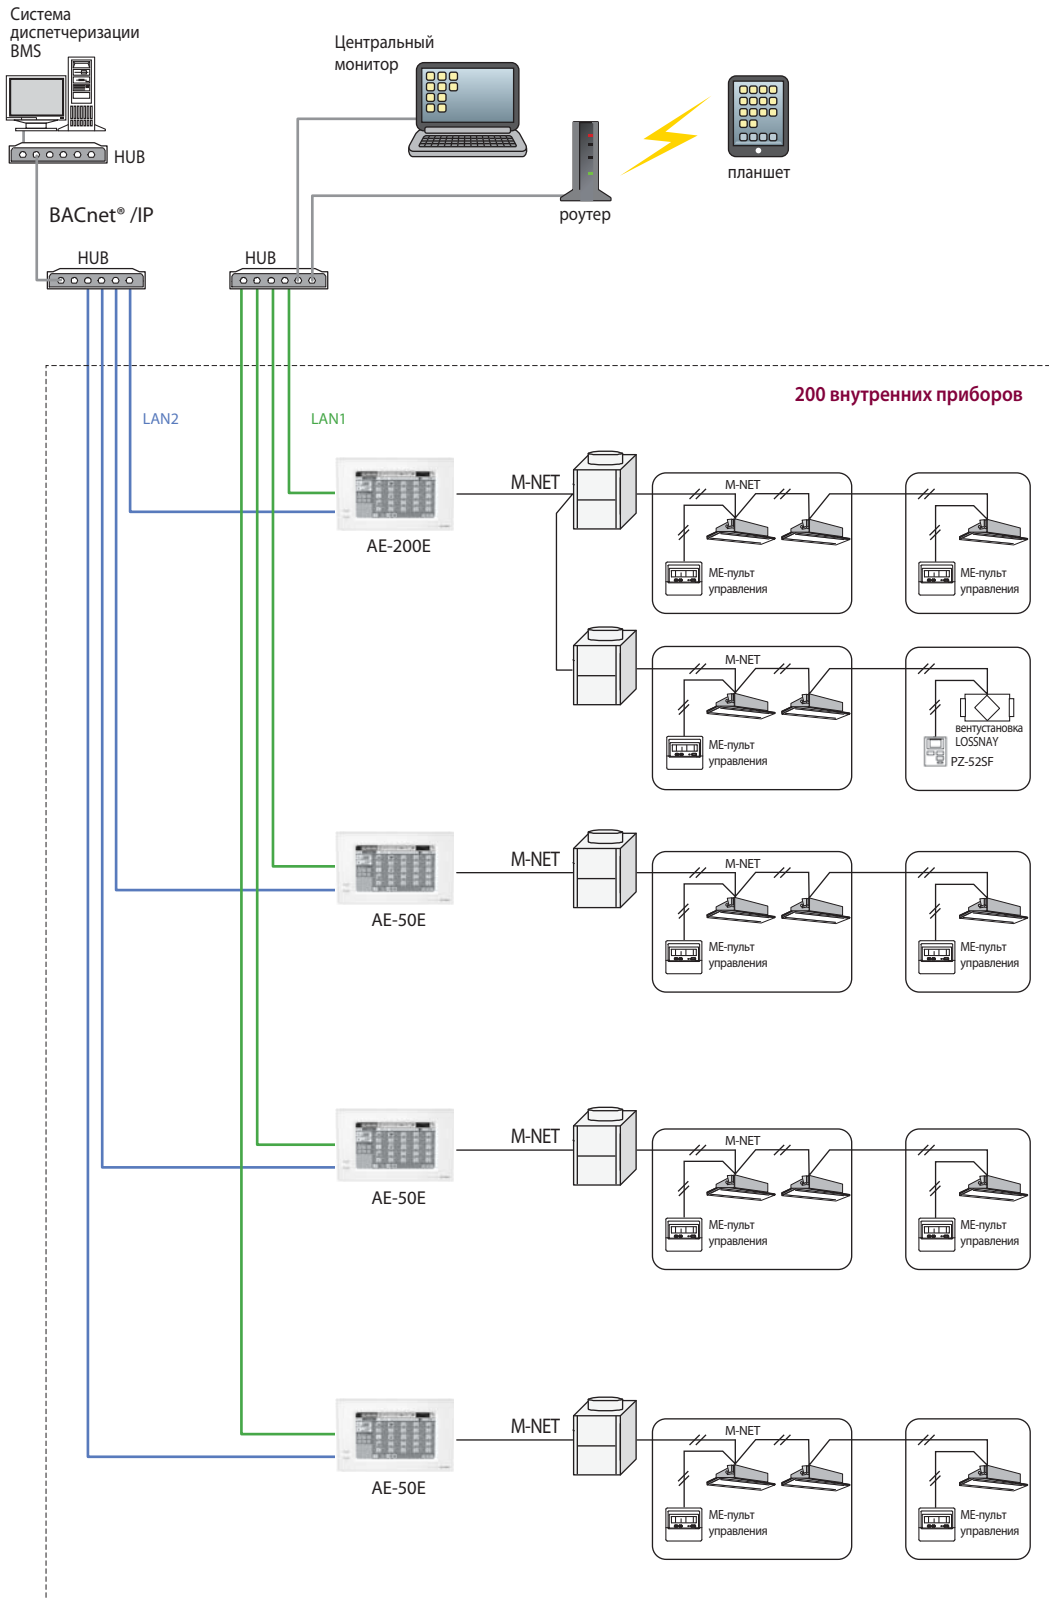 Система
диспетчеризации
BMS
HUB
Центральный
монитор
планшет
роутер
BACnet® /IP
HUB
HUB
200 внутренних приборов
LAN2
LAN1
AE-200E
M-NET
M-NET
ME-пульт
управления
ME-пульт
управления
M-NET
ME-пульт
управления
вентустановка
LOSSNAY
PZ-52SF
AE-50E
M-NET
M-NET
ME-пульт
управления
ME-пульт
управления
AE-50E
M-NET
M-NET
ME-пульт
управления
ME-пульт
управления
AE-50E
M-NET
M-NET
ME-пульт
управления
ME-пульт
управления